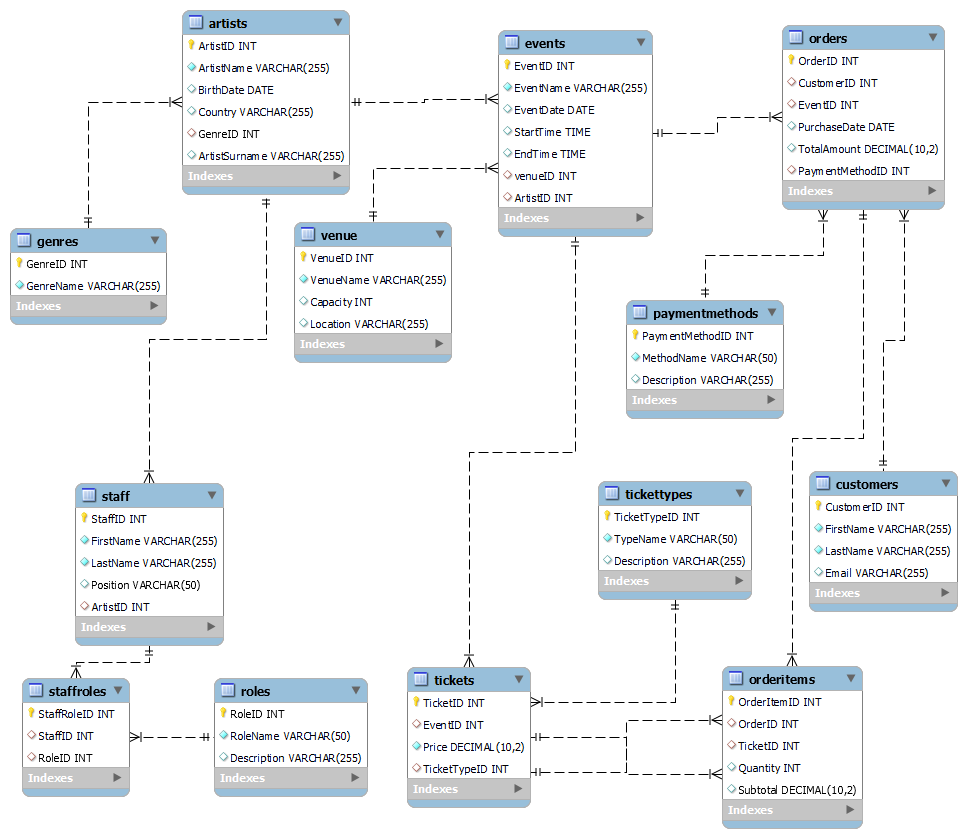 artists
ArtistID INT
ArtistName VARCHAR(255)
BirthDate DATE
Country VARCHAR(255)
GenreID INT
ArtistSurname VARCHAR(255)
Indexes
events
EventID INT
EventName VARCHAR(255)
EventDate DATE
StartTime TIME
EndTime TIME
venueID INT
ArtistID INT
Indexes
orders
OrderID INT
CustomerID INT
EventID INT
PurchaseDate DATE
TotalAmount DECIMAL(10,2)
PaymentMethodID INT
Indexes
genres
GenreID INT
GenreName VARCHAR(255)
Indexes
venue
VenueID INT
VenueName VARCHAR(255)
Capacity INT
Location VARCHAR(255)
Indexes
paymentmethods
PaymentMethodID INT
MethodName VARCHAR(50)
Description VARCHAR(255)
Indexes
staff
StaffID INT
FirstName VARCHAR(255)
LastName VARCHAR(255)
Position VARCHAR(50)
ArtistID INT
Indexes
tickettypes
TicketTypeID INT
TypeName VARCHAR(50)
Description VARCHAR(255)
Indexes
customers
CustomerID INT
FirstName VARCHAR(255)
LastName VARCHAR(255)
Email VARCHAR(255)
Indexes
staffroles
StaffRoleID INT
StaffID INT
RoleID INT
Indexes
roles
RoleID INT
RoleName VARCHAR(50)
Description VARCHAR(255)
Indexes
tickets
TicketID INT
EventID INT
Price DECIMAL(10,2)
TicketTypeID INT
Indexes
orderitems
OrderItemID INT
OrderID INT
TicketID INT
Quantity INT
Subtotal DECIMAL(10,2)
Indexes